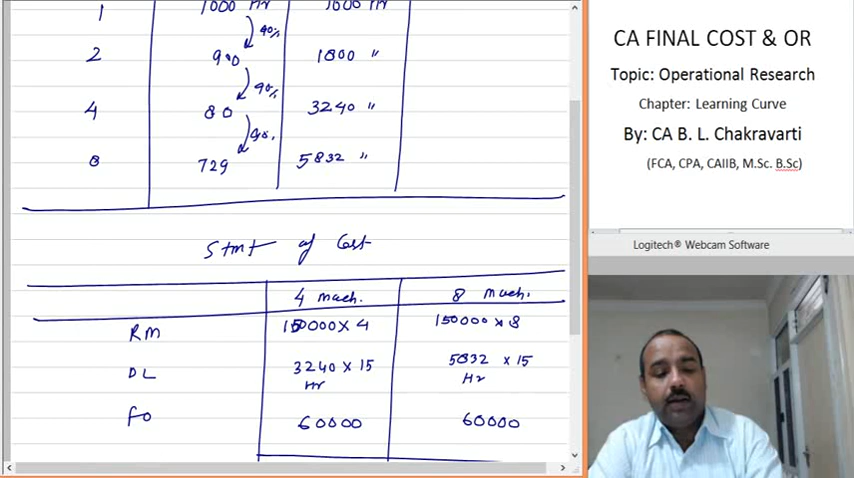 1 1000 Hr 1000 Hr
90%
2 900 1800 "
90%
4 80 3240 "
90.
8 729 5832 "
Stmt of Cost
4 Mach. 8 Mach.
RM 150000 X 4 150000 x 8
DL 3240 X 15 5832 x 15
Hr Hr
FO 60000 60000
CA FINAL COST & OR
Topic: Operational Research
Chapter: Learning Curve
By: CA B. L. Chakravarti
(FCA, CPA, CAIIB, M.Sc. B.Sc)
Logitech® Webcam Software